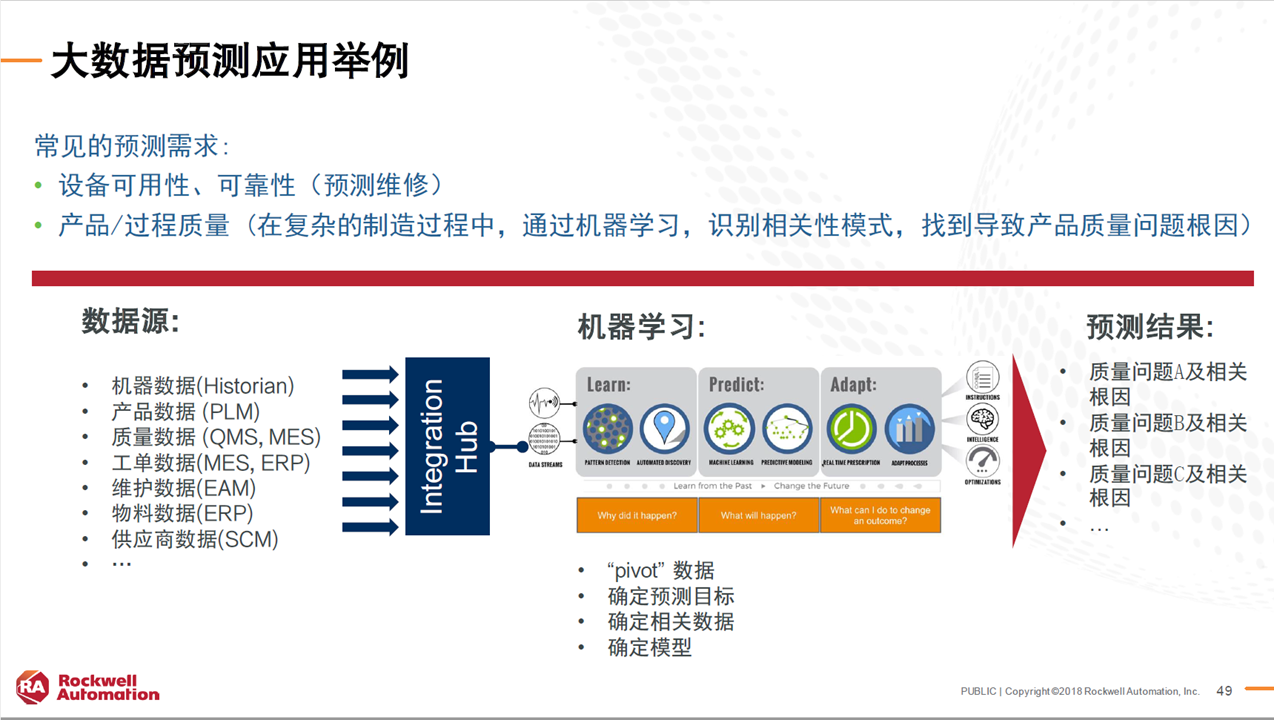 大数据预测应用举例
常见的预测需求:
• 设备可用性、可靠性（预测维修）
• 产品/过程质量（在复杂的制造过程中，通过机器学习，识别相关性模式，找到导致产品质量问题根因）
数据源:
• 机器数据(Historian)
• 产品数据 (PLM)
• 质量数据 (QMS, MES)
• 工单数据(MES, ERP)
• 维护数据(EAM)
• 物料数据(ERP)
• 供应商数据(SCM)
• …
Integration
Hub
DATA STREAMS
机器学习:
Learn:
PATTERN DETECTION
AUTOMATED DISCOVERY
Predict:
MACHINE LEARNING
PREDICTIVE MODELING
Adapt:
REAL TIME PRESCRIPTION
ADAPT PROCESSES
Learn from the Past ▸ Change the Future
Why did it happen?
What will happen?
What can I do to change
an outcome?
INSTRUCTIONS
INTELLIGENCE
OPTIMIZATIONS
• “pivot” 数据
• 确定预测目标
• 确定相关数据
• 确定模型
预测结果:
• 质量问题A及相关
根因
• 质量问题B及相关
根因
• 质量问题C及相关
根因
• …
RA
Rockwell
Automation
PUBLIC | Copyright©2018 Rockwell Automation, Inc. 49